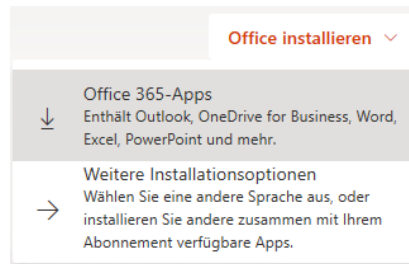 Office installieren
Office 365-Apps
Enthält Outlook, OneDrive for Business, Word,
Excel, PowerPoint und mehr.
Weitere Installationsoptionen
Wählen Sie eine andere Sprache aus, oder
installieren Sie andere zusammen mit Ihrem
Abonnement verfügbare Apps.